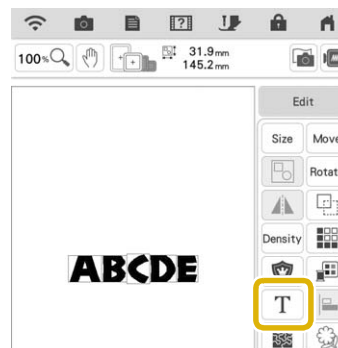 100%
31.9mm
145.2mm
Edit
Size Move
Rotat
Density
ABCDE
T